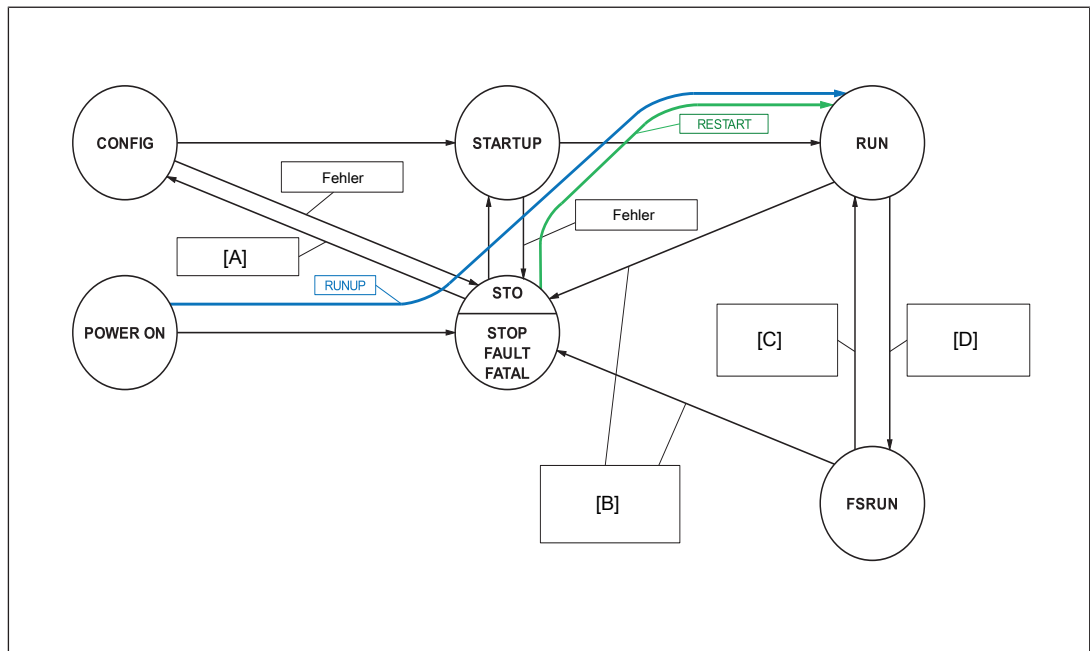 CONFIG
STARTUP
RUN
RESTART
Fehler
Fehler
[A]
RUNUP
STO
POWER ON
STOP
FAULT
FATAL
[C]
[D]
[B]
FSRUN